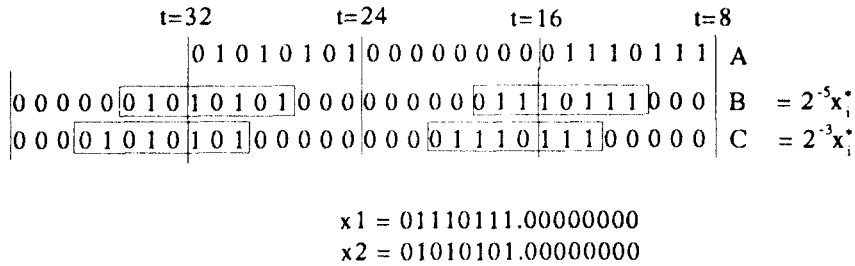 t=32 t=24 t=16 t=8
0 1 0 1 0 1 0 1 0 0 0 0 0 0 0 0 0 1 1 1 0 1 1 1 A
0 0 0 0 0 0 1 0 1 0 1 0 1 0 0 0 0 0 0 0 0 0 1 1 1 0 1 1 1 0 0 0 B = 2⁻⁵xᵢ*
0 0 0 0 1 0 1 0 1 0 1 0 0 0 0 0 0 0 0 0 1 1 1 0 1 1 1 0 0 0 0 0 C = 2⁻³xᵢ*
x1 = 01110111.00000000
x2 = 01010101.00000000